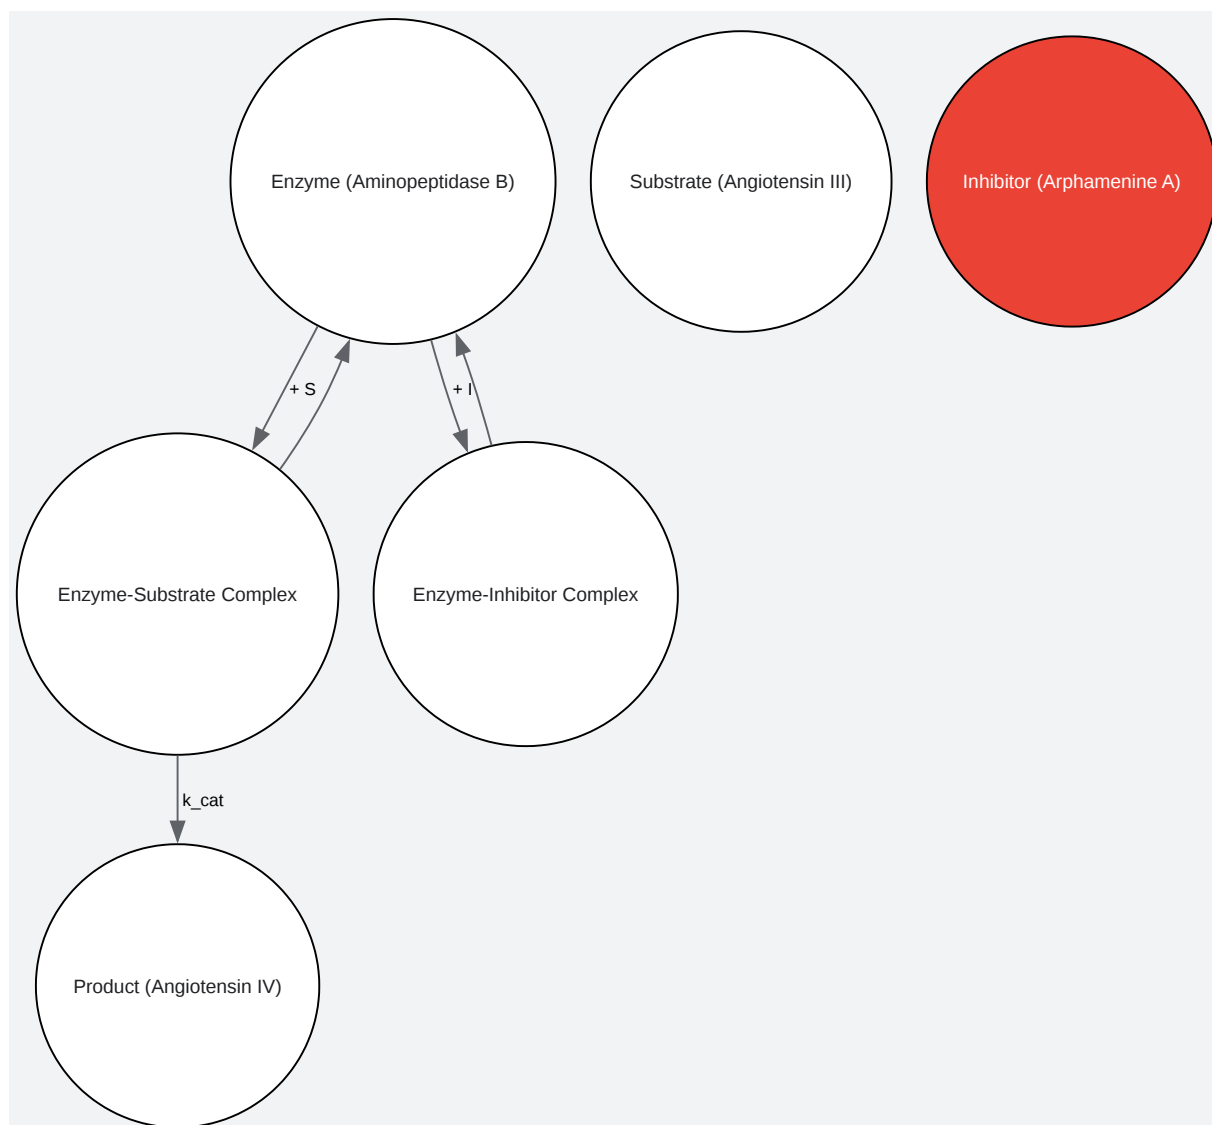 Enzyme (Aminopeptidase B)
Substrate (Angiotensin III)
Inhibitor (Arphamenine A)
+ S
+ I
Enzyme-Substrate Complex
Enzyme-Inhibitor Complex
k_cat
Product (Angiotensin IV)